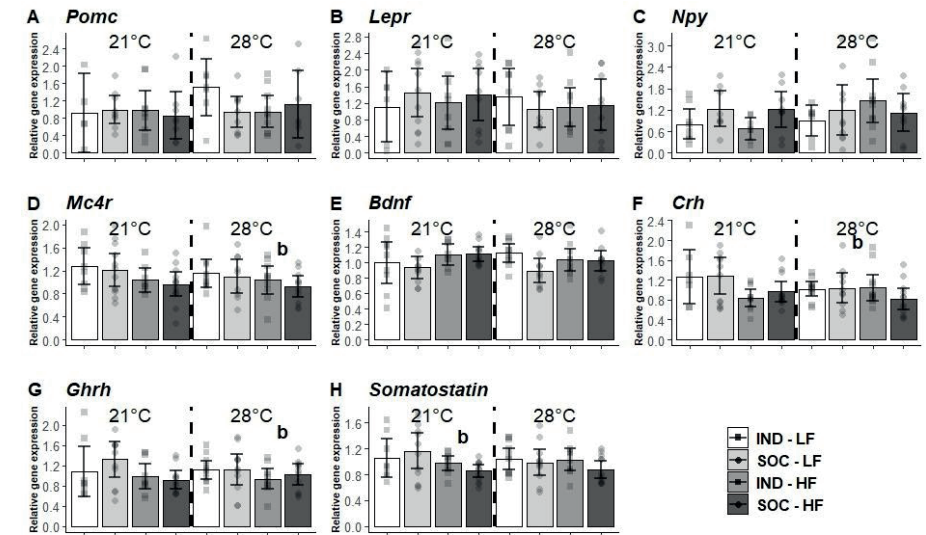 A Pomc
B Lepr
C Npy
21°C 28°C
21°C 28°C
21°C 28°C
Relative gene expression
2.4
2.0
1.6
1.2
0.8
0.4
0.0
Relative gene expression
2.8
2.4
2.0
1.6
1.2
0.8
0.4
0.0
Relative gene expression
3.0
2.4
1.8
1.2
0.6
0.0
D Mc4r
E Bdnf
F Crh
21°C 28°C
b
21°C 28°C
21°C 28°C
b
Relative gene expression
2.0
1.6
1.2
0.8
0.4
0.0
Relative gene expression
1.4
1.2
1.0
0.8
0.6
0.4
0.2
0.0
Relative gene expression
2.4
2.0
1.6
1.2
0.8
0.4
0.0
G Ghrh
H Somatostatin
21°C 28°C
b
21°C 28°C
b
Relative gene expression
2.0
1.6
1.2
0.8
0.4
0.0
Relative gene expression
1.6
1.2
0.8
0.4
0.0
IND - LF
SOC - LF
IND - HF
SOC - HF